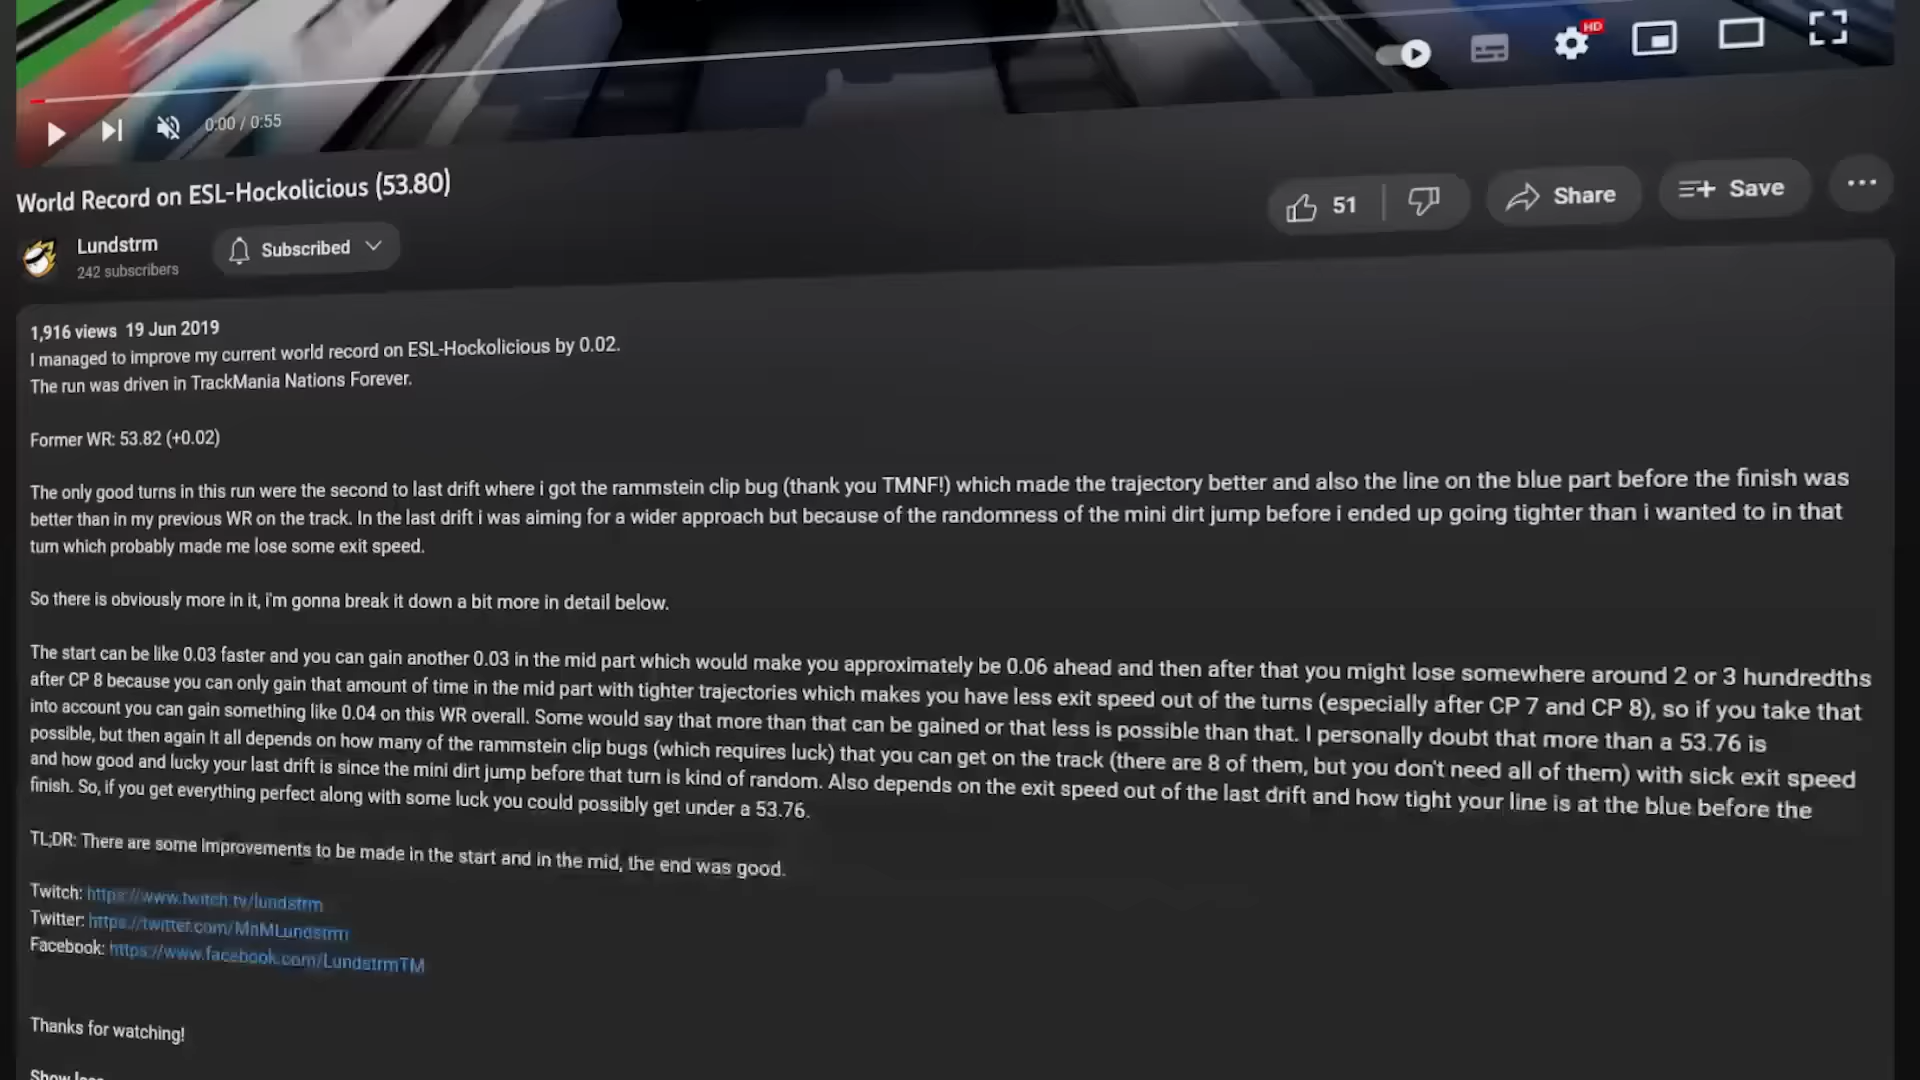 HD
0:00 / 0:55
World Record on ESL-Hockolicious (53.80)
51
Share
Save
Lundstrm
242 subscribers
Subscribed
1,916 views 19 Jun 2019
I managed to improve my current world record on ESL-Hockolicious by 0.02.
The run was driven in TrackMania Nations Forever.
Former WR: 53.82 (+0.02)
The only good turns in this run were the second to last drift where i got the rammstein clip bug (thank you TMNF!) which made the trajectory better and also the line on the blue part before the finish was
better than in my previous WR on the track. In the last drift i was aiming for a wider approach but because of the randomness of the mini dirt jump before i ended up going tighter than i wanted to in that
turn which probably made me lose some exit speed.
So there is obviously more in it, i'm gonna break it down a bit more in detail below.
The start can be like 0.03 faster and you can gain another 0.03 in the mid part which would make you approximately be 0.06 ahead and then after that you might lose somewhere around 2 or 3 hundredths
after CP 8 because you can only gain that amount of time in the mid part with tighter trajectories which makes you have less exit speed out of the turns (especially after CP 7 and CP 8), so if you take that
into account you can gain something like 0.04 on this WR overall. Some would say that more than that can be gained or that less is possible than that. I personally doubt that more than a 53.76 is
possible, but then again it all depends on how many of the rammstein clip bugs (which requires luck) that you can get on the track (there are 8 of them, but you don't need all of them) with sick exit speed
and how good and lucky your last drift is since the mini dirt jump before that turn is kind of random. Also depends on the exit speed out of the last drift and how tight your line is at the blue before the
finish. So, if you get everything perfect along with some luck you could possibly get under a 53.76.
TL;DR: There are some improvements to be made in the start and in the mid, the end was good.
Twitch: https://www.twitch.tv/lundstrm
Twitter: https://twitter.com/MnMLundstrm
Facebook: https://www.facebook.com/LundstrmTM
Thanks for watching!
Show less